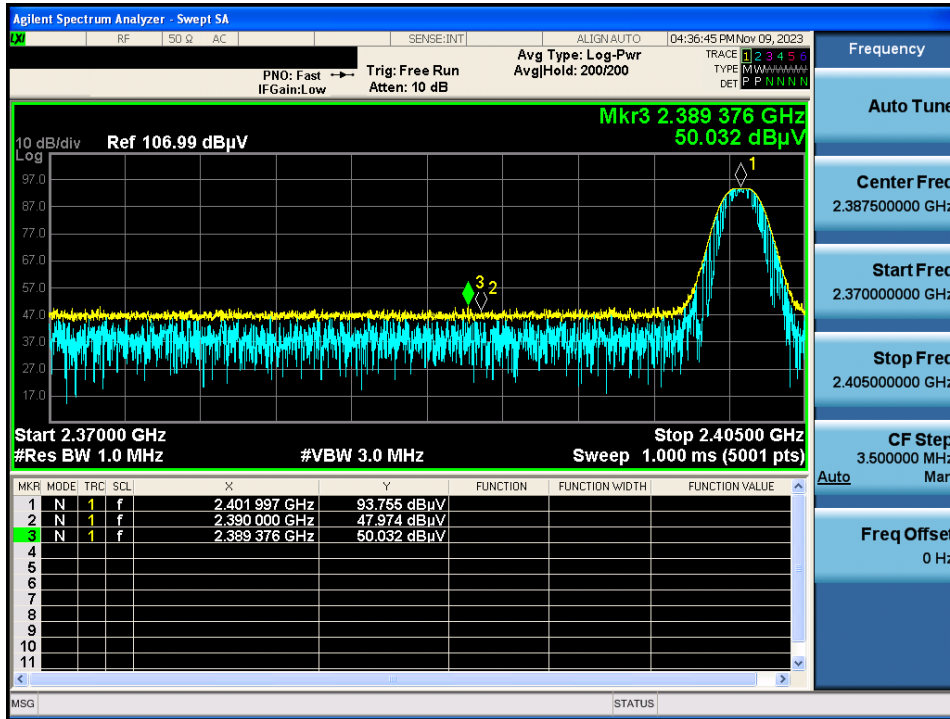 Agilent Spectrum Analyzer - Swept SA
LXI RF 50 Ω AC SENSE:INT ALIGN AUTO 04:36:45 PM Nov 09, 2023
Frequency
PNO: Fast
IFGain:Low
Trig: Free Run
Atten: 10 dB
Avg Type: Log-Pwr
Avg|Hold: 200/200
TRACE 1 2 3 4 5 6
TYPE MWWWWW
DET P P N N N N
Auto Tune
Mkr3 2.389 376 GHz
50.032 dBµV
10 dB/div Ref 106.99 dBµV
Log
97.0
87.0
77.0
67.0
57.0
47.0
37.0
27.0
17.0
1
3
2
Center Freq
2.387500000 GHz
Start Freq
2.370000000 GHz
Stop Freq
2.405000000 GHz
Start 2.37000 GHz Stop 2.40500 GHz
#Res BW 1.0 MHz #VBW 3.0 MHz Sweep 1.000 ms (5001 pts)
CF Step
3.500000 MHz
Auto Man
MKR MODE TRC SCL X Y FUNCTION FUNCTION WIDTH FUNCTION VALUE
1 N 1 f 2.401 997 GHz 93.755 dBµV
2 N 1 f 2.390 000 GHz 47.974 dBµV
3 N 1 f 2.389 376 GHz 50.032 dBµV
4
5
6
7
8
9
10
11
Freq Offset
0 Hz
MSG STATUS